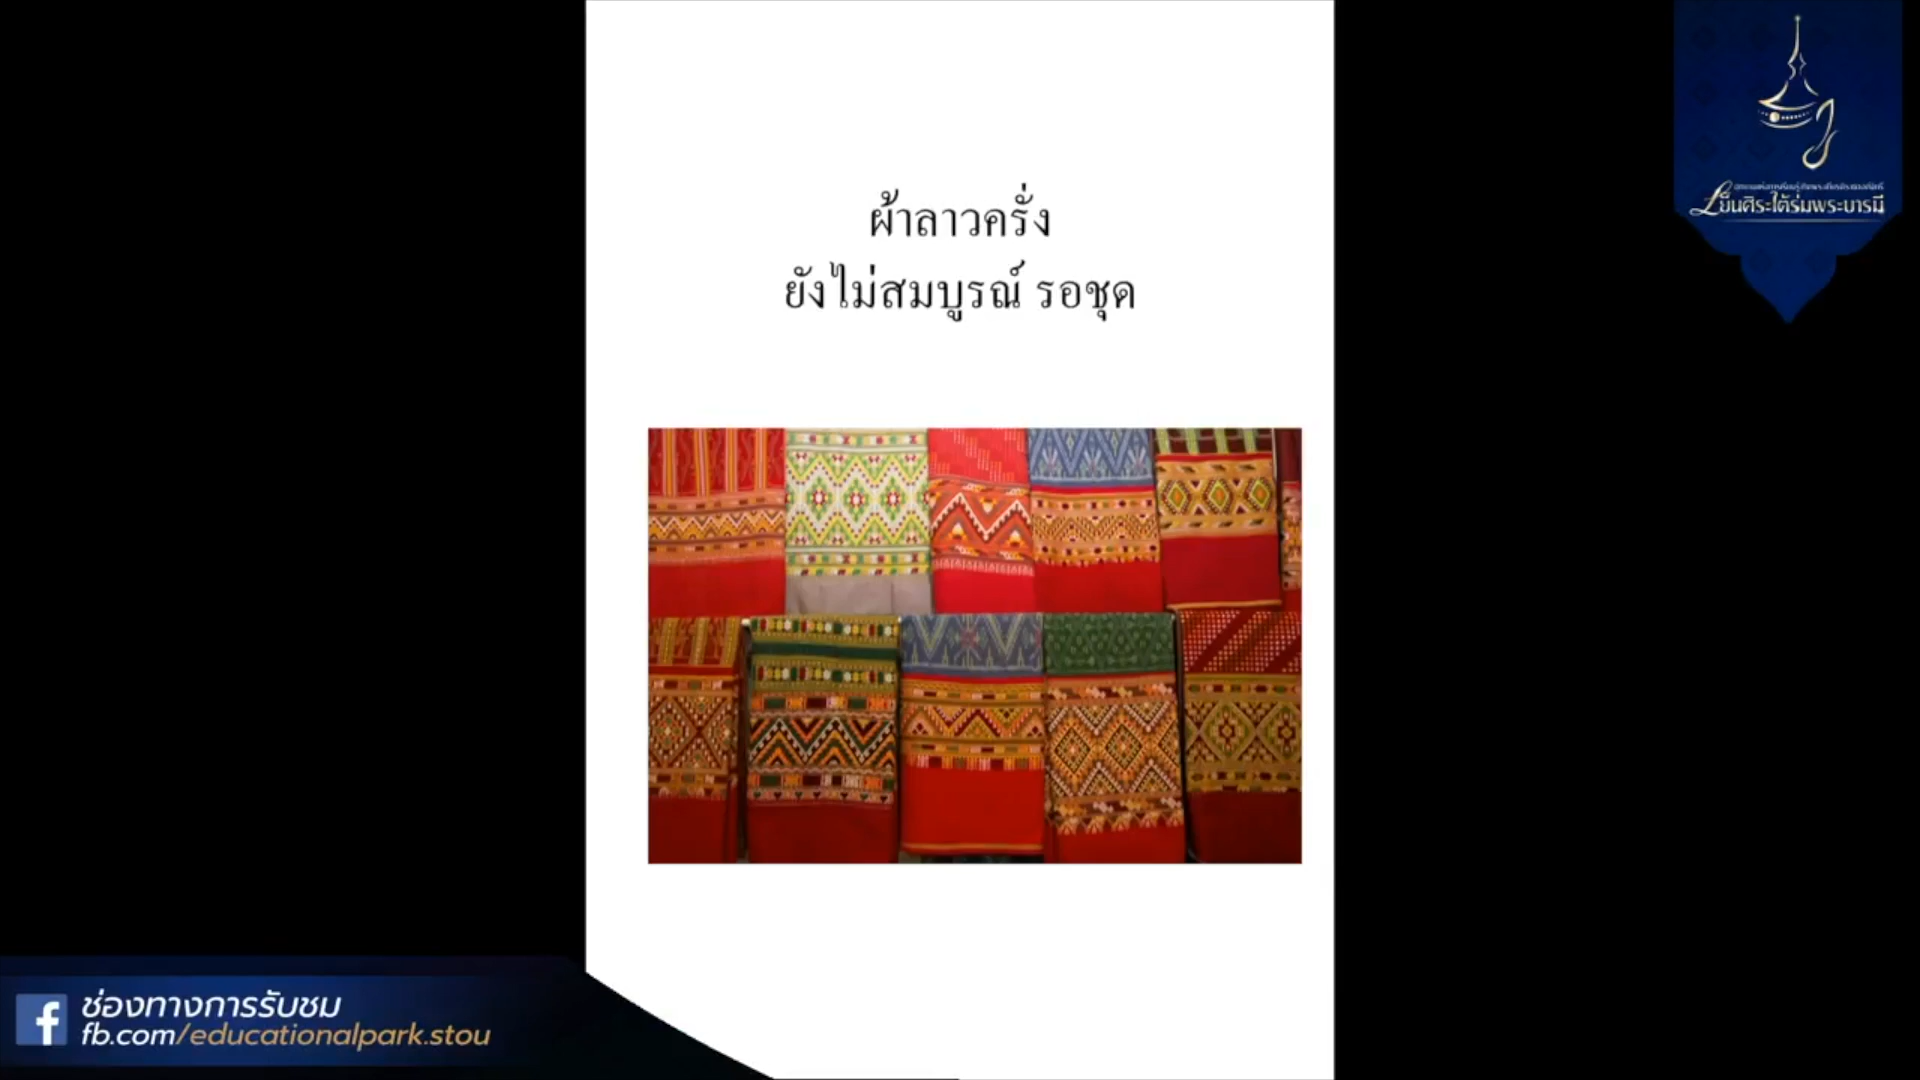 ผ้าลาวครั่ง
ยังไม่สมบูรณ์ รอชุด
เย็นศิระใต้ร่มพระบารมี
ช่องทางการรับชม
fb.com/educationalpark.stou